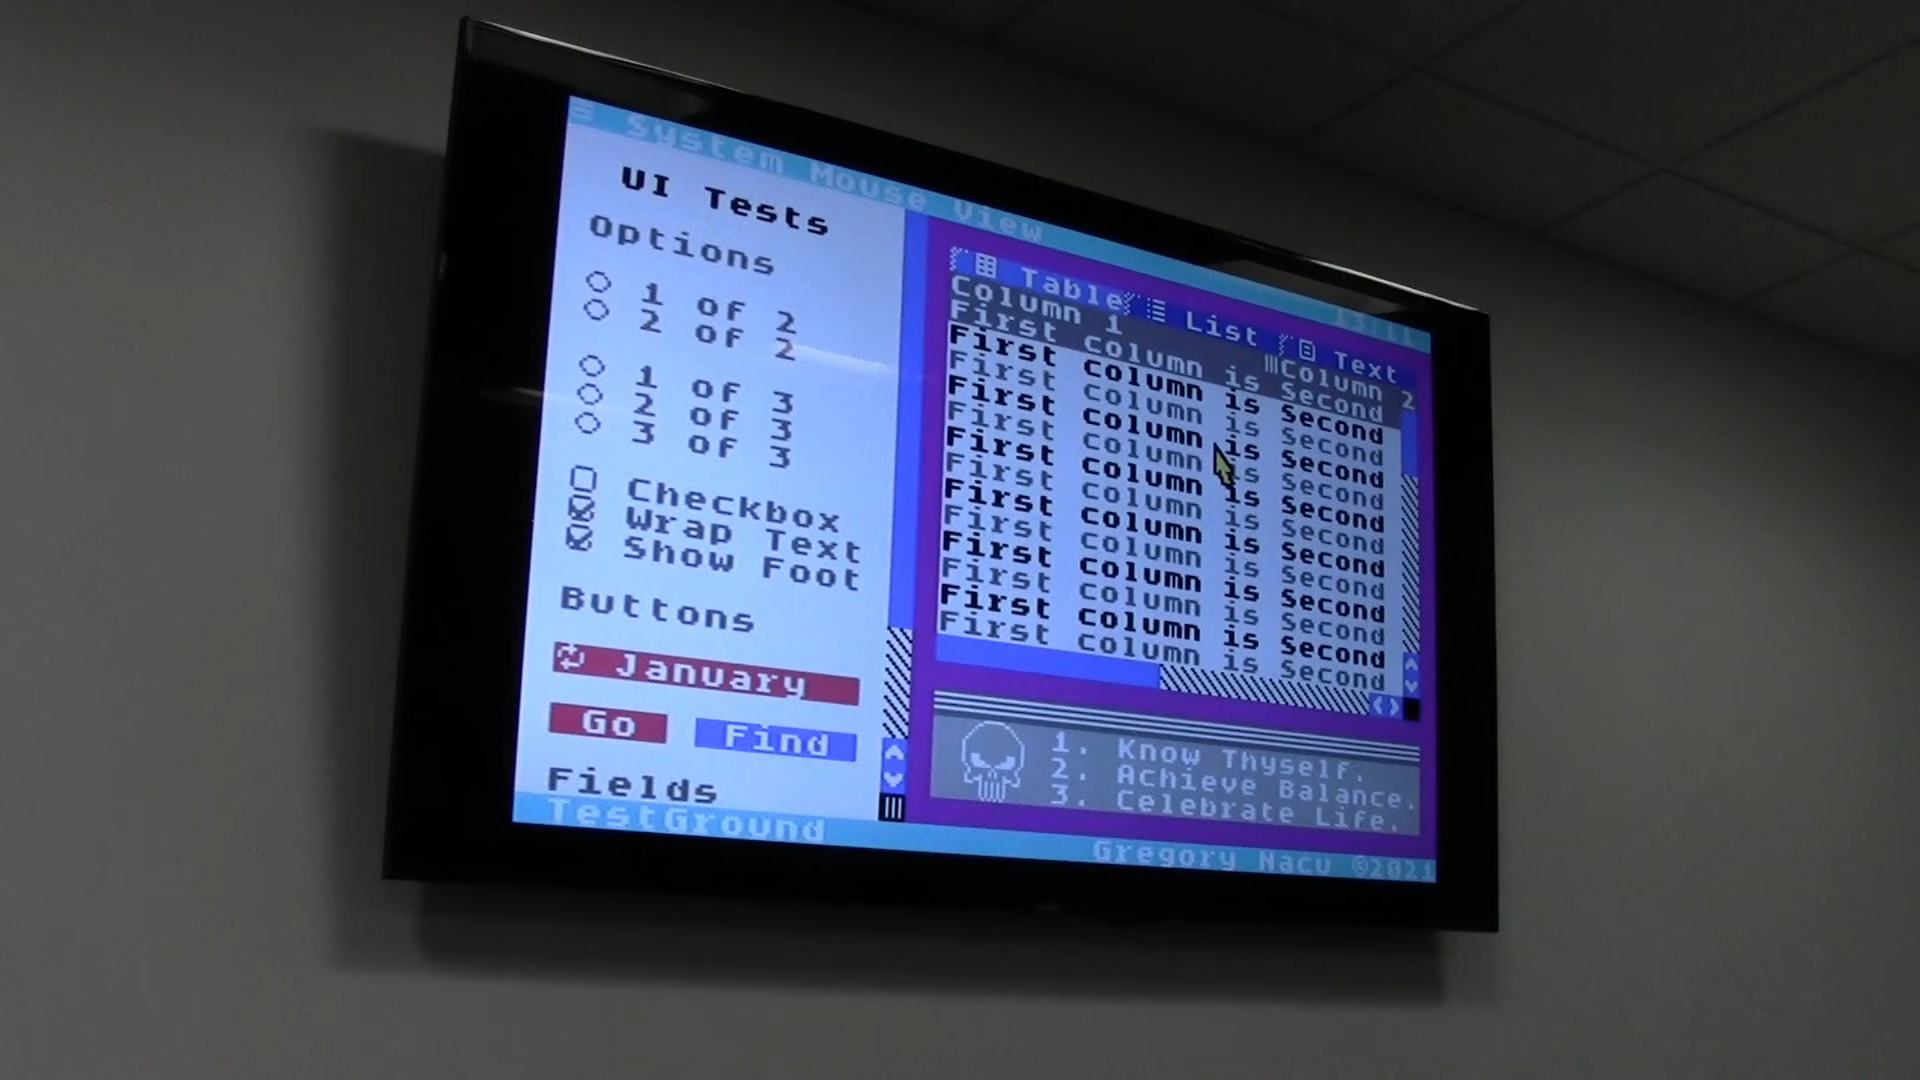 System Mouse View 13:11
UI Tests
Options
1 of 2
2 of 2
1 of 3
2 of 3
3 of 3
Checkbox
Wrap Text
Show Foot
Buttons
January
Go Find
Fields
Table List Text
Column 1 Column 2
First column is Second
First column is Second
First column is Second
First column is Second
First column is Second
First column is Second
First column is Second
First column is Second
First column is Second
First column is Second
First column is Second
First column is Second
First column is Second
1. Know Thyself.
2. Achieve Balance.
3. Celebrate Life.
TestGround
Gregory Nacu ©2021